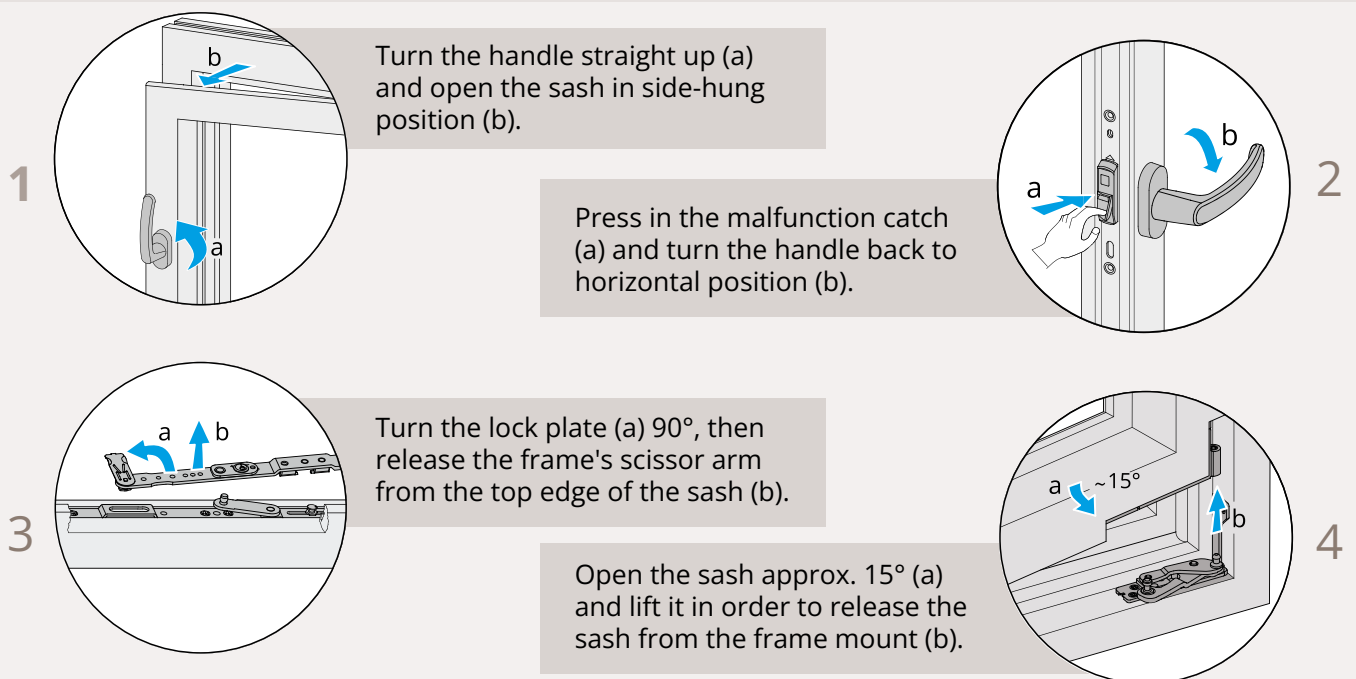 1
b
a
Turn the handle straight up (a)
and open the sash in side-hung
position (b).
2
a
b
Press in the malfunction catch
(a) and turn the handle back to
horizontal position (b).
3
a
b
Turn the lock plate (a) 90°, then
release the frame's scissor arm
from the top edge of the sash (b).
4
a ~15°
b
Open the sash approx. 15° (a)
and lift it in order to release the
sash from the frame mount (b).